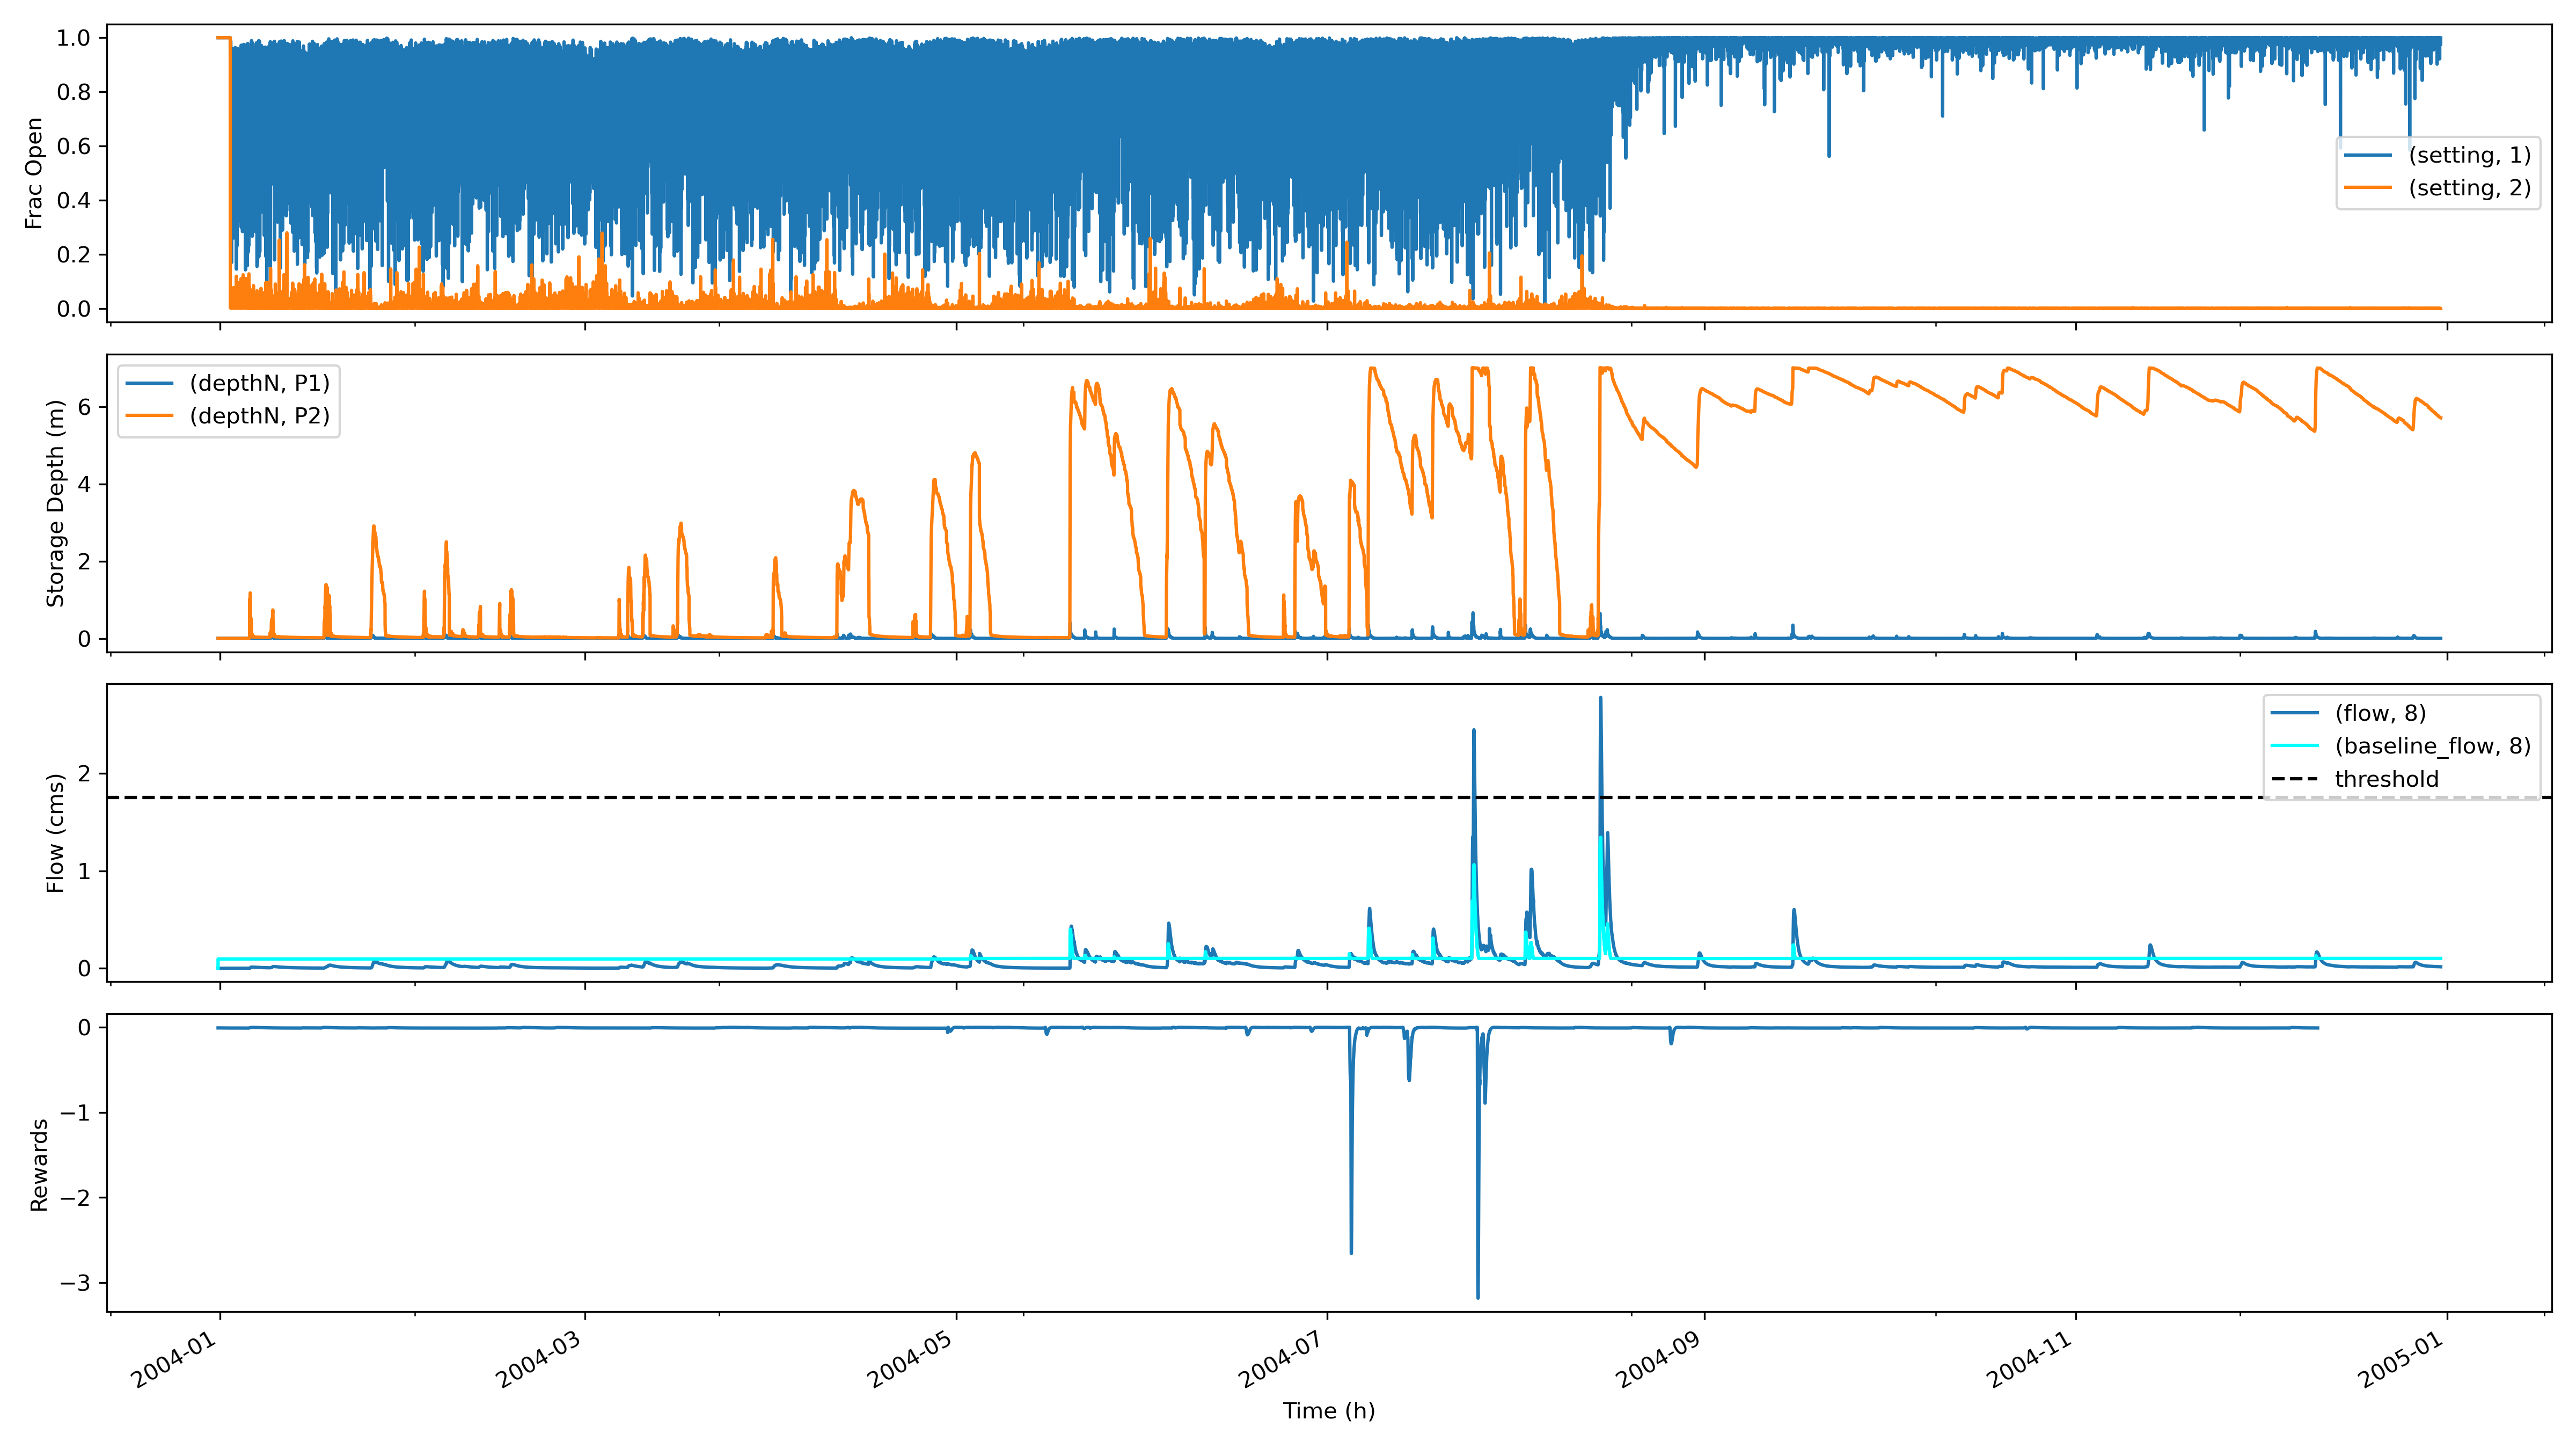 1.0
0.8
0.6
0.4
0.2
0.0
Frac Open
(setting, 1)
(setting, 2)
6
4
2
0
Storage Depth (m)
(depthN, P1)
(depthN, P2)
2
1
0
Flow (cms)
(flow, 8)
(baseline_flow, 8)
threshold
0
−1
−2
−3
Rewards
2004-01
2004-03
2004-05
2004-07
2004-09
2004-11
2005-01
Time (h)